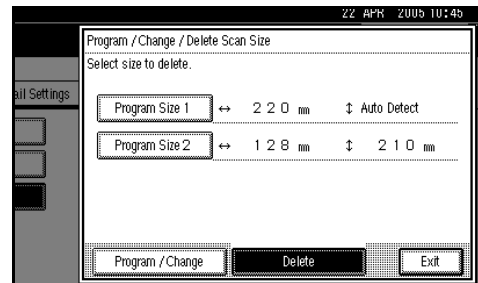 22 APR 2005 10:45
Program / Change / Delete Scan Size
Select size to delete.
ail Settings
Program Size 1 ↔ 220 mm ↕ Auto Detect
Program Size 2 ↔ 128 mm ↕ 210 mm
Program / Change Delete Exit